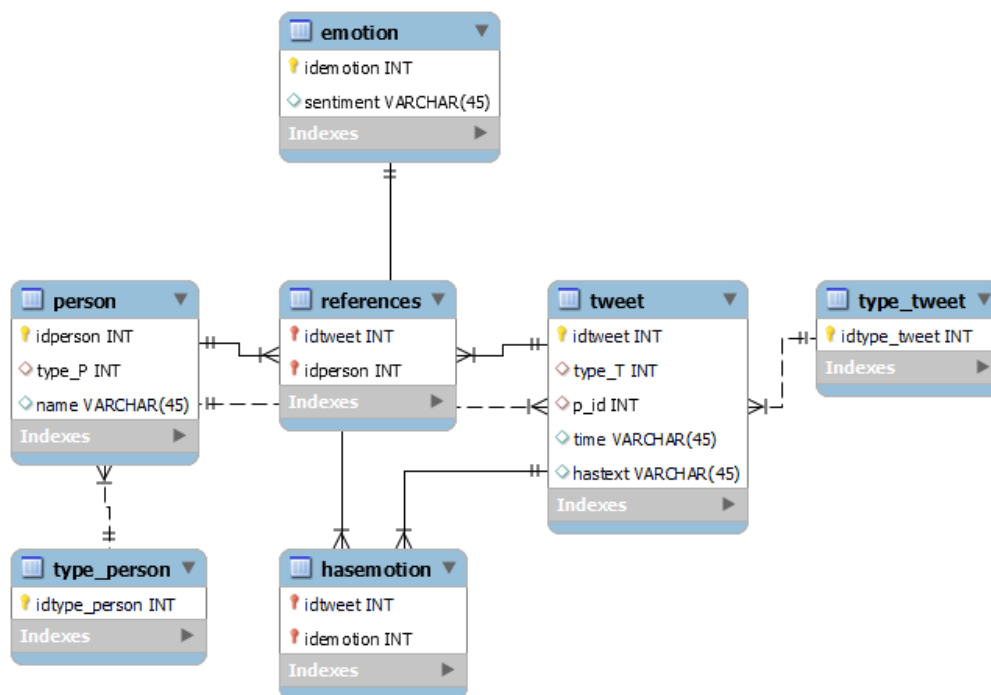 emotion
idemotion INT
sentiment VARCHAR(45)
Indexes
person
idperson INT
type_P INT
name VARCHAR(45)
Indexes
references
idtweet INT
idperson INT
Indexes
tweet
idtweet INT
type_T INT
p_id INT
time VARCHAR(45)
hastext VARCHAR(45)
Indexes
type_tweet
idtype_tweet INT
Indexes
type_person
idtype_person INT
Indexes
hasemotion
idtweet INT
idemotion INT
Indexes